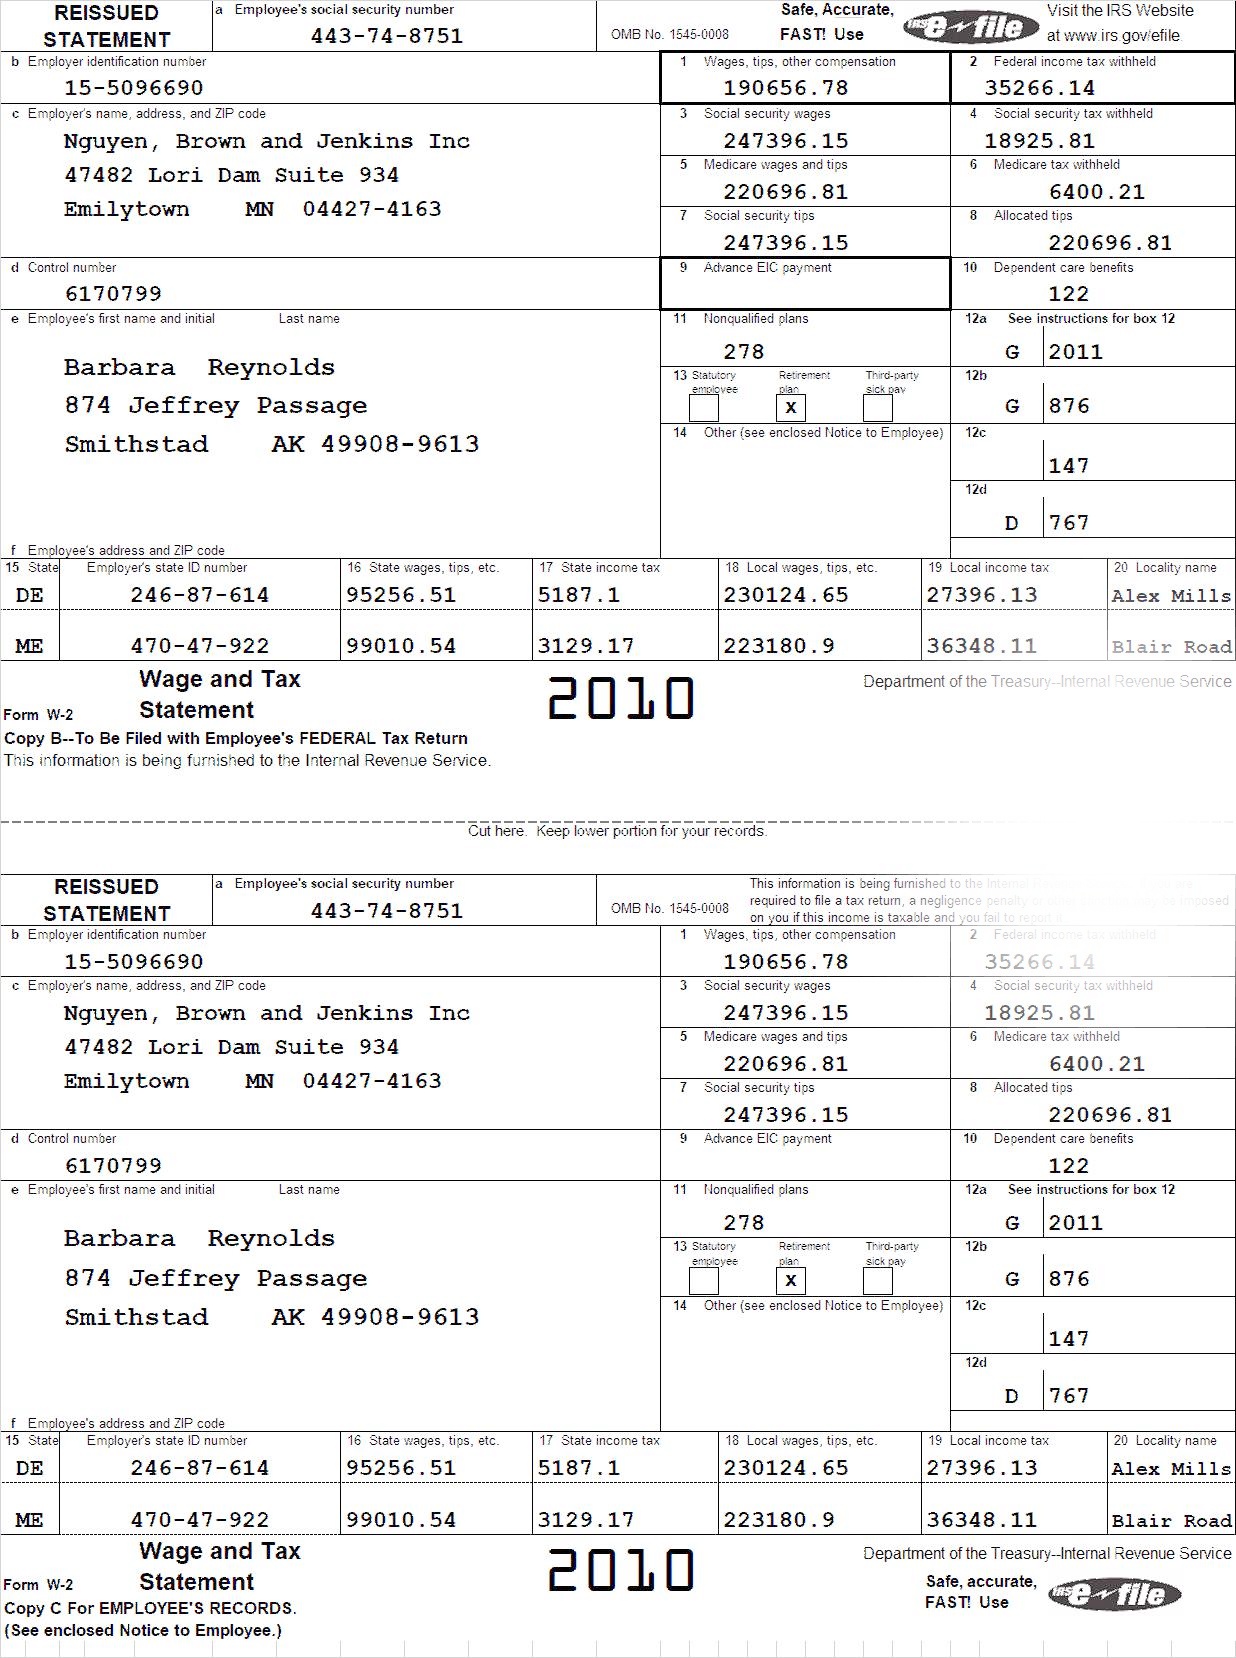 REISSUED STATEMENT
a Employee's social security number
443-74-8751
OMB No. 1545-0008
Safe, Accurate, FAST! Use
IRS e-file
Visit the IRS Website at www.irs.gov/efile
b Employer identification number
15-5096690
1 Wages, tips, other compensation
190656.78
2 Federal income tax withheld
35266.14
c Employer's name, address, and ZIP code
Nguyen, Brown and Jenkins Inc
47482 Lori Dam Suite 934
Emilytown MN 04427-4163
3 Social security wages
247396.15
4 Social security tax withheld
18925.81
5 Medicare wages and tips
220696.81
6 Medicare tax withheld
6400.21
7 Social security tips
247396.15
8 Allocated tips
220696.81
d Control number
6170799
9 Advance EIC payment
10 Dependent care benefits
122
e Employee's first name and initial Last name
Barbara Reynolds
874 Jeffrey Passage
Smithstad AK 49908-9613
11 Nonqualified plans
278
12a See instructions for box 12
G 2011
13 Statutory employee Retirement plan Third-party sick pay
X
12b
G 876
14 Other (see enclosed Notice to Employee)
12c
147
12d
D 767
f Employee's address and ZIP code
15 State Employer's state ID number 16 State wages, tips, etc. 17 State income tax 18 Local wages, tips, etc. 19 Local income tax 20 Locality name
DE 246-87-614 95256.51 5187.1 230124.65 27396.13 Alex Mills
ME 470-47-922 99010.54 3129.17 223180.9 36348.11 Blair Road
Form W-2 Wage and Tax Statement
2010
Department of the Treasury--Internal Revenue Service
Copy B--To Be Filed with Employee's FEDERAL Tax Return
This information is being furnished to the Internal Revenue Service.
Cut here. Keep lower portion for your records.
REISSUED STATEMENT
a Employee's social security number
443-74-8751
OMB No. 1545-0008
This information is being furnished to the Internal
required to file a tax return, a negligence penalty imposed
on you if this income is taxable and you fail to report it.
b Employer identification number
15-5096690
1 Wages, tips, other compensation
190656.78
2 Federal income tax withheld
35266.14
c Employer's name, address, and ZIP code
Nguyen, Brown and Jenkins Inc
47482 Lori Dam Suite 934
Emilytown MN 04427-4163
3 Social security wages
247396.15
4 Social security tax withheld
18925.81
5 Medicare wages and tips
220696.81
6 Medicare tax withheld
6400.21
7 Social security tips
247396.15
8 Allocated tips
220696.81
d Control number
6170799
9 Advance EIC payment
10 Dependent care benefits
122
e Employee's first name and initial Last name
Barbara Reynolds
874 Jeffrey Passage
Smithstad AK 49908-9613
11 Nonqualified plans
278
12a See instructions for box 12
G 2011
13 Statutory employee Retirement plan Third-party sick pay
X
12b
G 876
14 Other (see enclosed Notice to Employee)
12c
147
12d
D 767
f Employee's address and ZIP code
15 State Employer's state ID number 16 State wages, tips, etc. 17 State income tax 18 Local wages, tips, etc. 19 Local income tax 20 Locality name
DE 246-87-614 95256.51 5187.1 230124.65 27396.13 Alex Mills
ME 470-47-922 99010.54 3129.17 223180.9 36348.11 Blair Road
Form W-2 Wage and Tax Statement
2010
Department of the Treasury--Internal Revenue Service
Safe, accurate, FAST! Use
IRS e-file
Copy C For EMPLOYEE'S RECORDS.
(See enclosed Notice to Employee.)